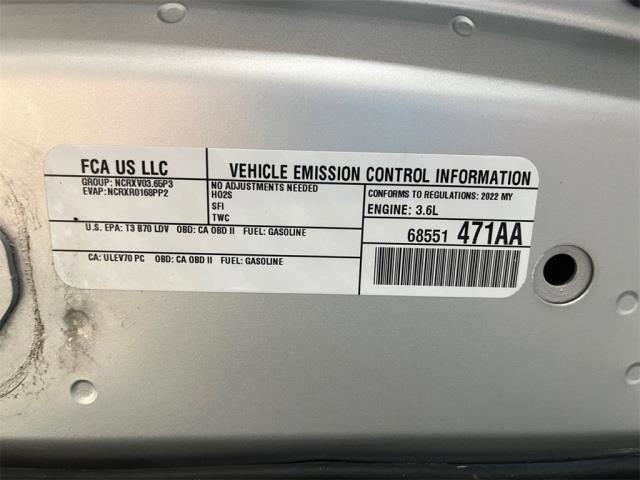 FCA US LLC
VEHICLE EMISSION CONTROL INFORMATION
GROUP: NCRXV03.65P3
EVAP: NCRXR0168PP2
NO ADJUSTMENTS NEEDED
HO2S
SFI
TWC
CONFORMS TO REGULATIONS: 2022 MY
ENGINE: 3.6L
U.S. EPA: T3 B70 LDV OBD: CA OBD II FUEL: GASOLINE
CA: ULEV70 PC OBD: CA OBD II FUEL: GASOLINE
68551 471AA